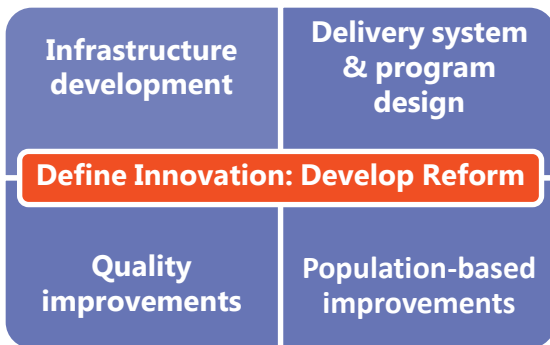 Infrastructure
development
Delivery system
& program
design
Define Innovation: Develop Reform
Quality
improvements
Population-based
improvements